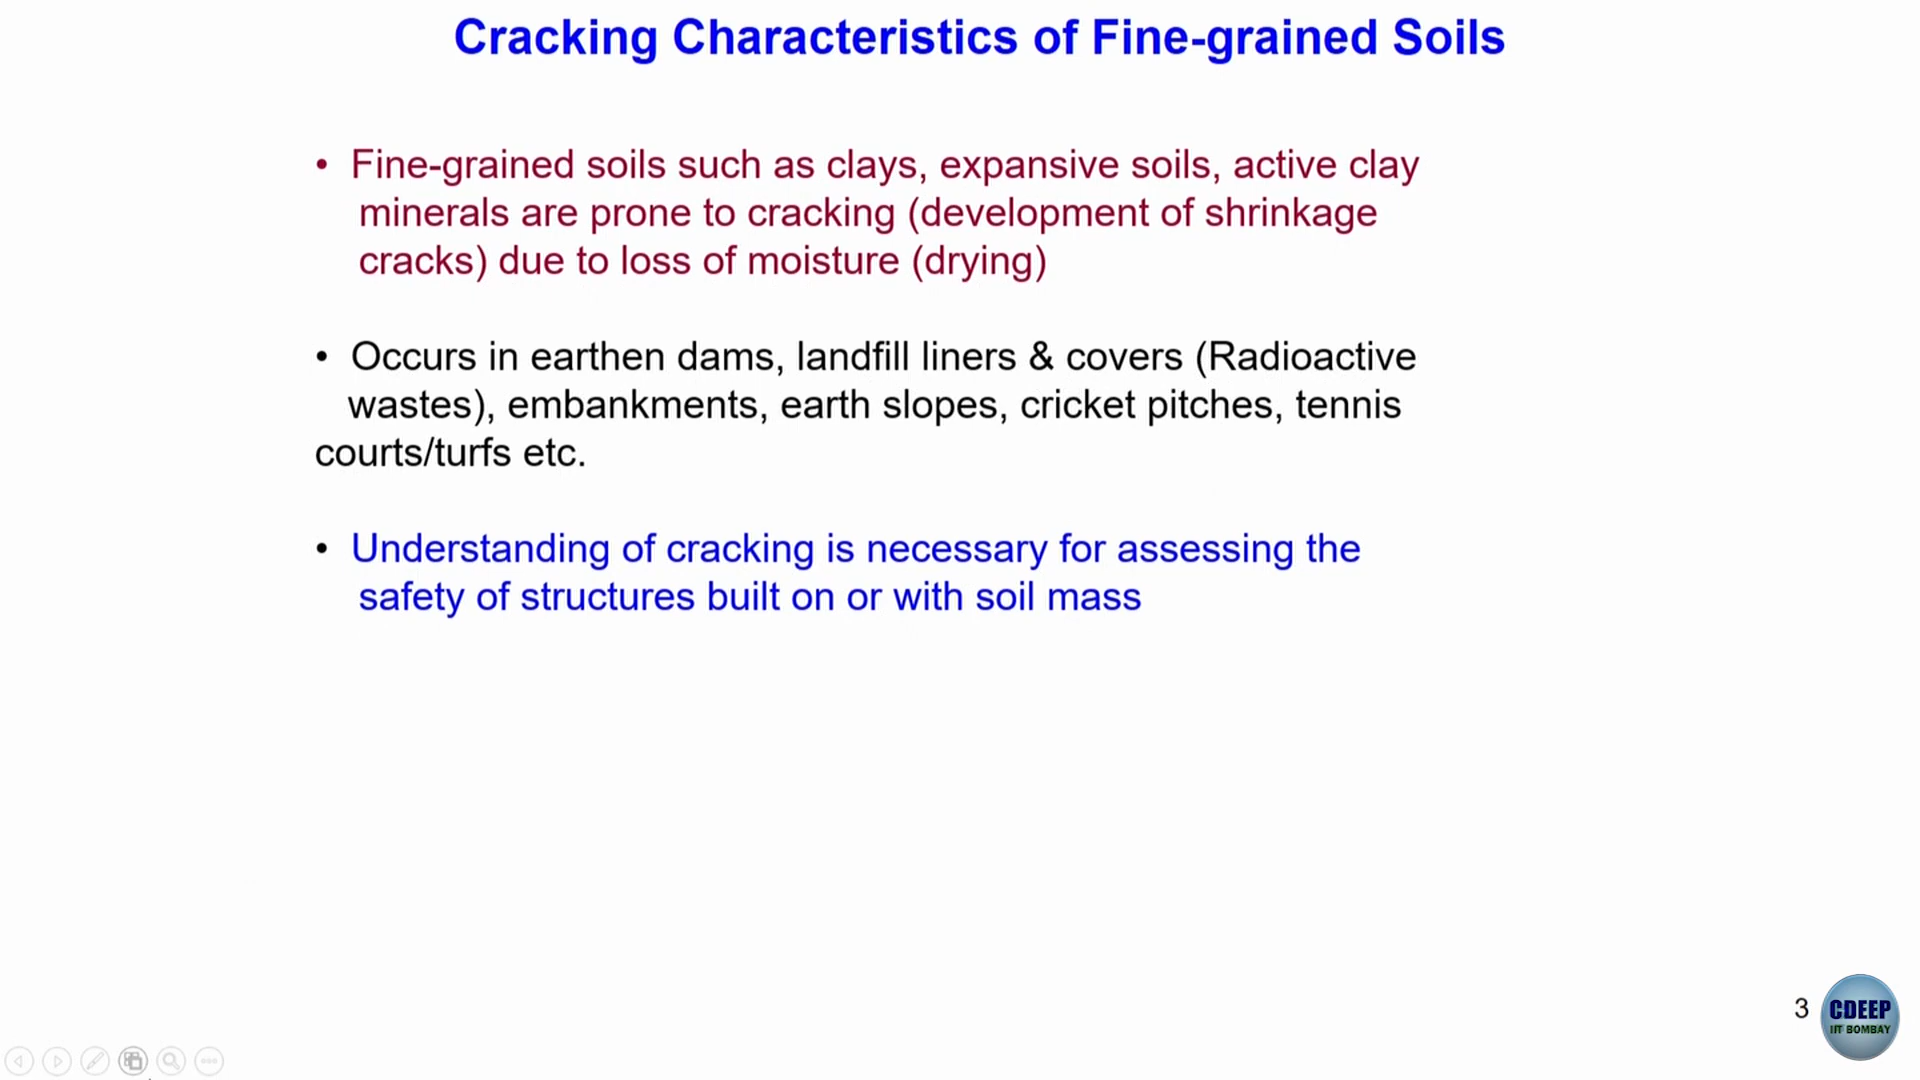 Cracking Characteristics of Fine-grained Soils
• Fine-grained soils such as clays, expansive soils, active clay
minerals are prone to cracking (development of shrinkage
cracks) due to loss of moisture (drying)
• Occurs in earthen dams, landfill liners & covers (Radioactive
wastes), embankments, earth slopes, cricket pitches, tennis
courts/turfs etc.
• Understanding of cracking is necessary for assessing the
safety of structures built on or with soil mass
3
CDEEP
IIT BOMBAY